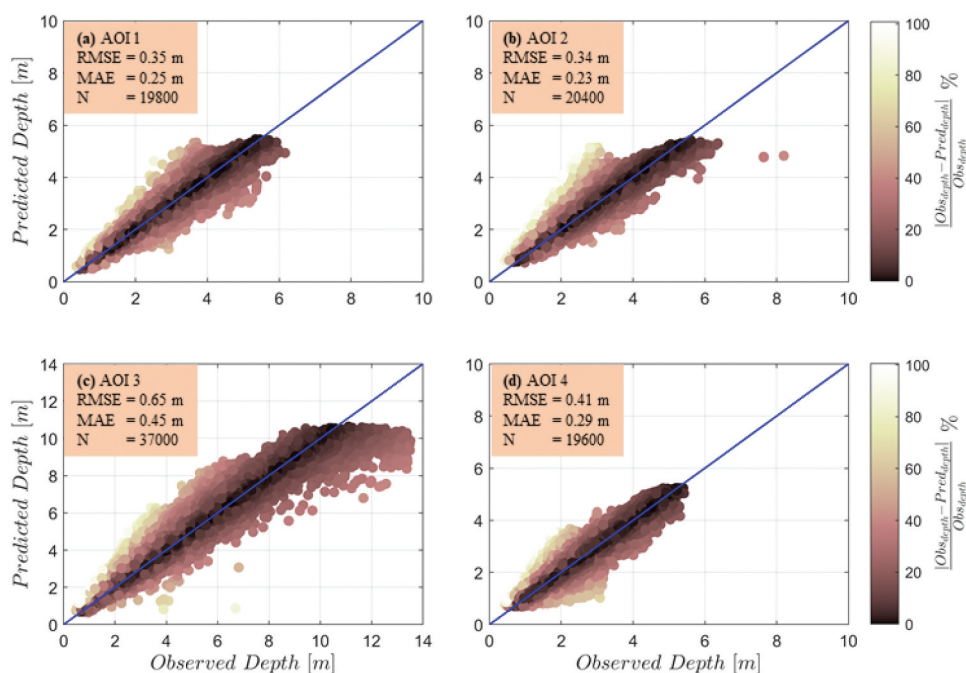 (a) AOI 1
RMSE = 0.35 m
MAE = 0.25 m
N = 19800
Predicted Depth [m]
10
8
6
4
2
0
0 2 4 6 8 10
(b) AOI 2
RMSE = 0.34 m
MAE = 0.23 m
N = 20400
10
8
6
4
2
0
0 2 4 6 8 10
100
80
60
40
20
0
|Obs_depth − Pred_depth| %
Obs_depth
(c) AOI 3
RMSE = 0.65 m
MAE = 0.45 m
N = 37000
Predicted Depth [m]
14
12
10
8
6
4
2
0
0 2 4 6 8 10 12 14
Observed Depth [m]
(d) AOI 4
RMSE = 0.41 m
MAE = 0.29 m
N = 19600
10
8
6
4
2
0
0 2 4 6 8 10
Observed Depth [m]
100
80
60
40
20
0
|Obs_depth − Pred_depth| %
Obs_depth